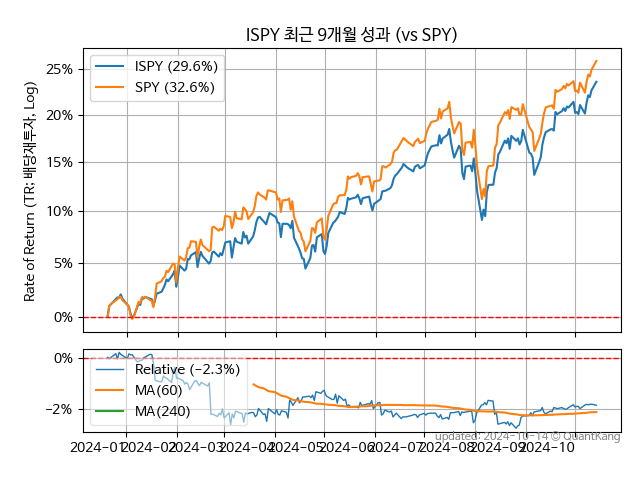 ISPY 최근 9개월 성과 (vs SPY)
ISPY (29.6%)
SPY (32.6%)
Rate of Return (TR: 배당재투자, Log)
25%
20%
15%
10%
5%
0%
0%
−2%
Relative (−2.3%)
MA(60)
MA(240)
2024−01 2024−02 2024−03 2024−04 2024−05 2024−06 2024−07 2024−08 2024−09 2024−10
updated: 2024−10−14 © QuantKang